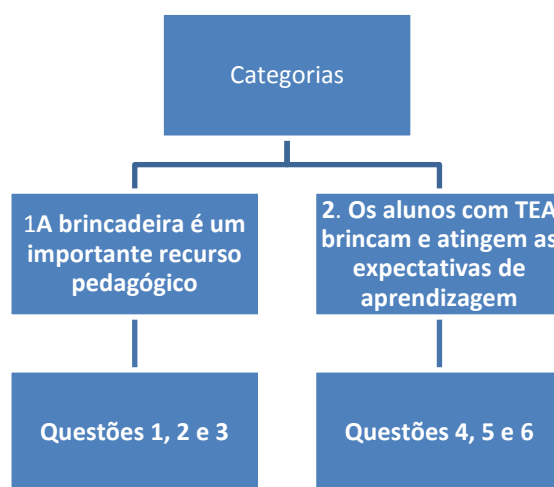 Categorias
1A brincadeira é um
importante recurso
pedagógico
2. Os alunos com TEA
brincam e atingem as
expectativas de
aprendizagem
Questões 1, 2 e 3
Questões 4, 5 e 6